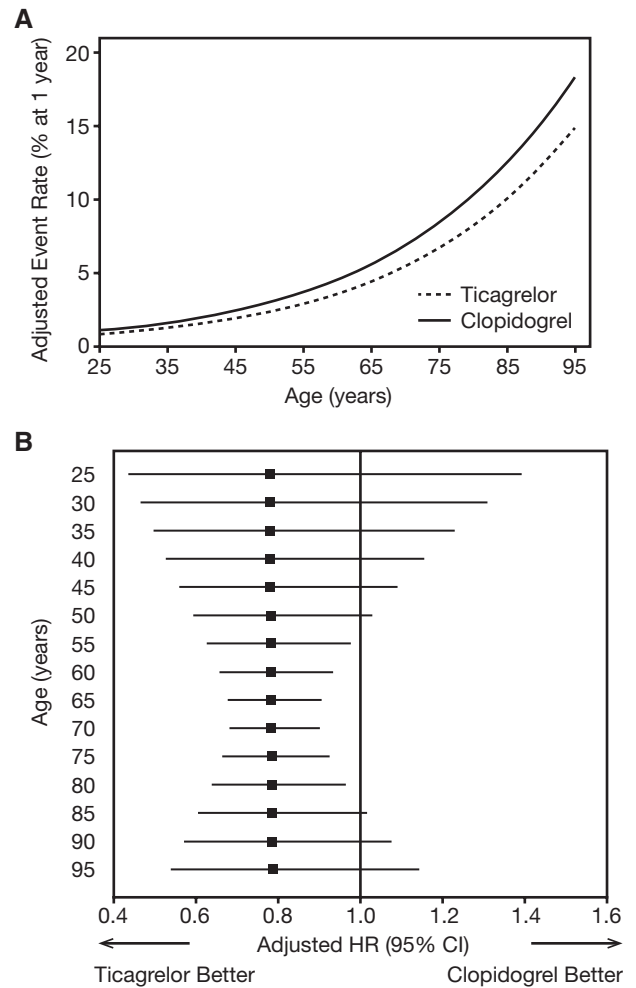 A
Adjusted Event Rate (% at 1 year)
20
15
10
5
0
Ticagrelor
Clopidogrel
25 35 45 55 65 75 85 95
Age (years)
B
Age (years)
25
30
35
40
45
50
55
60
65
70
75
80
85
90
95
0.4 0.6 0.8 1.0 1.2 1.4 1.6
Adjusted HR (95% CI)
Ticagrelor Better Clopidogrel Better